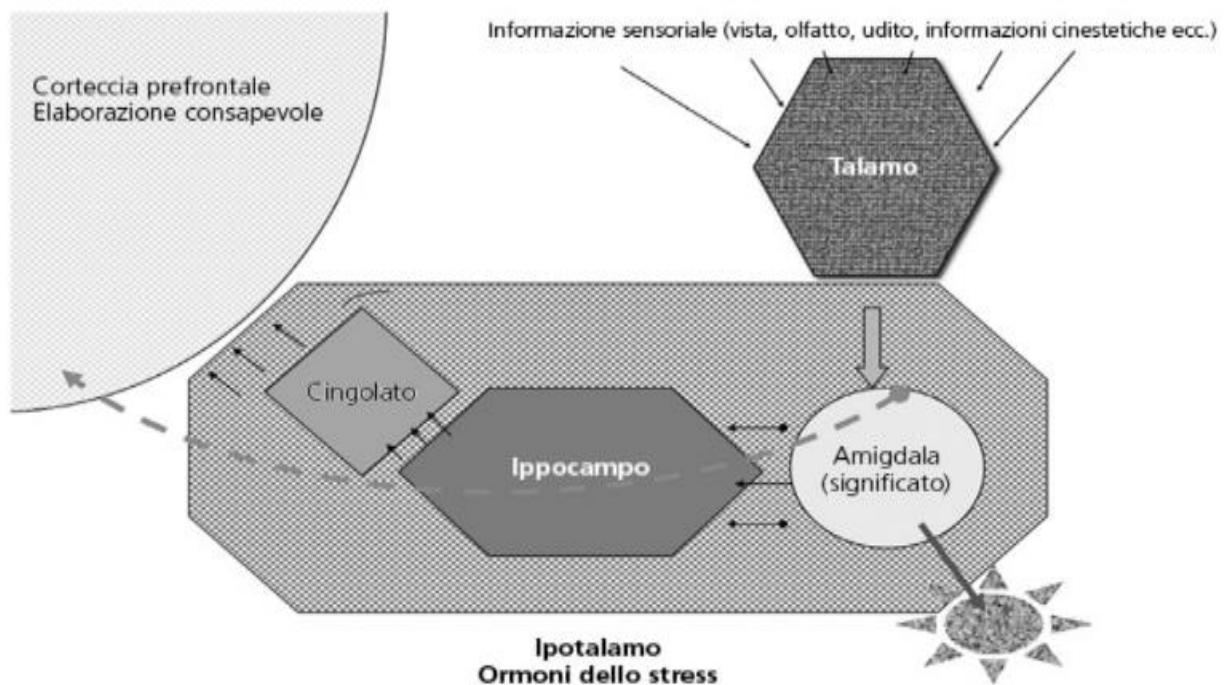 Informazione sensoriale (vista, olfatto, udito, informazioni cinestetiche ecc.)
Corteccia prefrontale
Elaborazione consapevole
Talamo
Cingolato
Ippocampo
Amigdala
(significato)
Ipotalamo
Ormoni dello stress